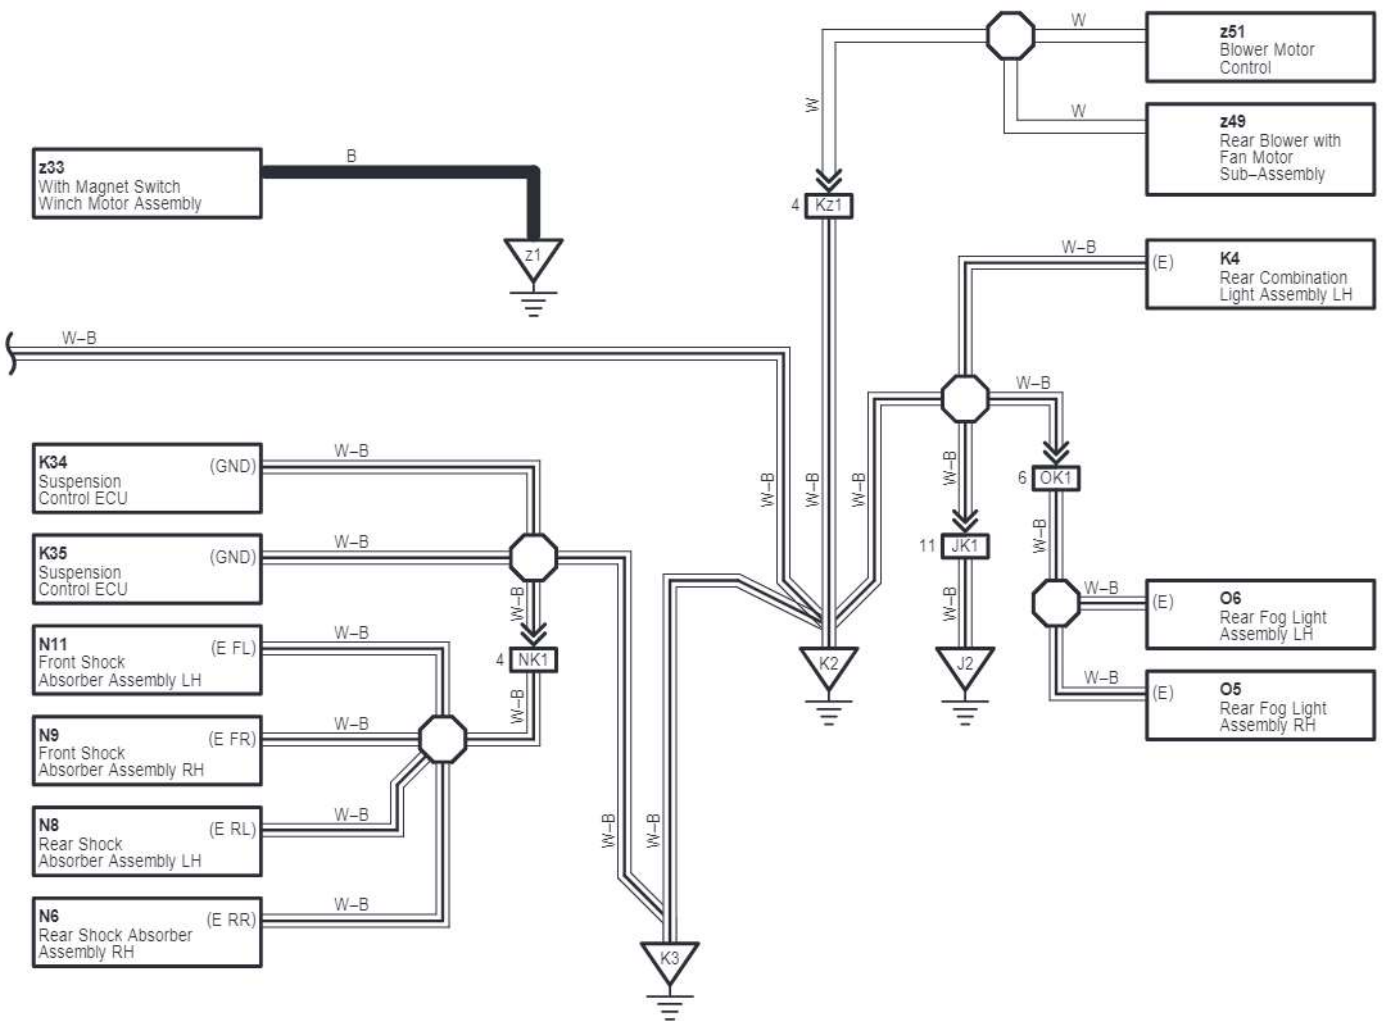 W
z51
Blower Motor
Control
W
W
z49
Rear Blower with
Fan Motor
Sub–Assembly
B
z33
With Magnet Switch
Winch Motor Assembly
4
Kz1
z1
W–B
(E)
K4
Rear Combination
Light Assembly LH
W–B
W–B
K34
(GND)
Suspension
Control ECU
W–B
W–B
W–B
W–B
W–B
W–B
6
OK1
K35
(GND)
Suspension
Control ECU
W–B
11
JK1
W–B
W–B
N11
(E FL)
Front Shock
Absorber Assembly LH
W–B
W–B
4
NK1
W–B
W–B
K2
J2
W–B
(E)
O6
Rear Fog Light
Assembly LH
W–B
(E)
O5
Rear Fog Light
Assembly RH
N9
(E FR)
Front Shock
Absorber Assembly RH
W–B
N8
(E RL)
Rear Shock
Absorber Assembly LH
W–B
W–B
W–B
N6
(E RR)
Rear Shock Absorber
Assembly RH
W–B
K3